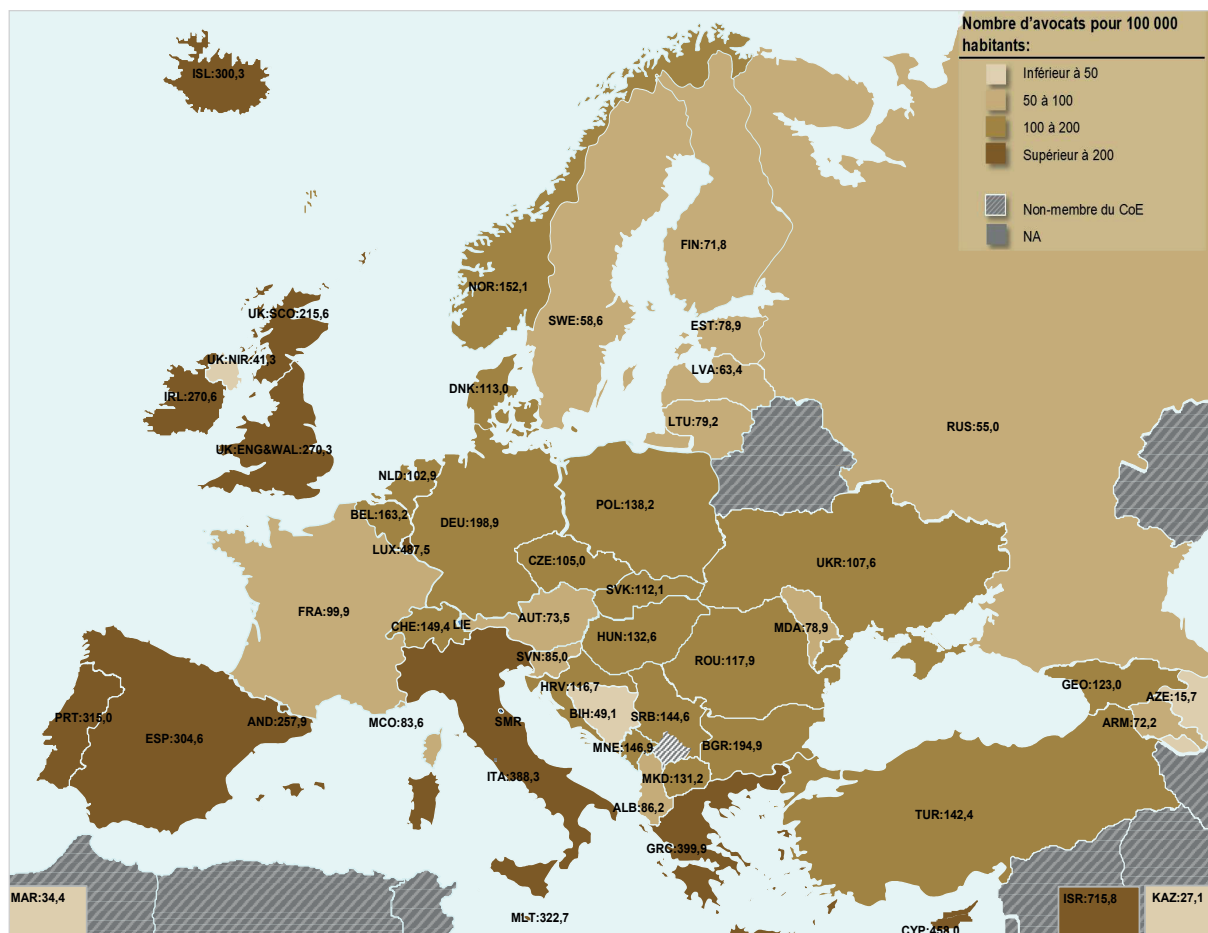 Nombre d'avocats pour 100 000
habitants:
Inférieur à 50
50 à 100
100 à 200
Supérieur à 200
Non-membre du CoE
NA
ISL:300,3
FIN:71,8
NOR:152,1
UK:SCO:215,6
SWE:58,6
EST:78,9
UK:NIR:41,3
LVA:63,4
DNK:113,0
IRL:270,6
LTU:79,2
RUS:55,0
UK:ENG&WAL:270,3
NLD:102,9
POL:138,2
BEL:163,2
DEU:198,9
LUX:487,5
CZE:105,0
UKR:107,6
SVK:112,1
FRA:99,9
AUT:73,5
CHE:149,4
LIE
HUN:132,6
MDA:78,9
SVN:85,0
ROU:117,9
GEO:123,0
HRV:116,7
AZE:15,7
BIH:49,1
SRB:144,6
PRT:315,0
AND:257,9
MCO:83,6
SMR
ARM:72,2
ESP:304,6
MNE:146,9
BGR:194,9
ITA:388,3
MKD:131,2
ALB:86,2
TUR:142,4
GRC:399,9
MAR:34,4
ISR:715,8
KAZ:27,1
MLT:322,7
CYP:458,0